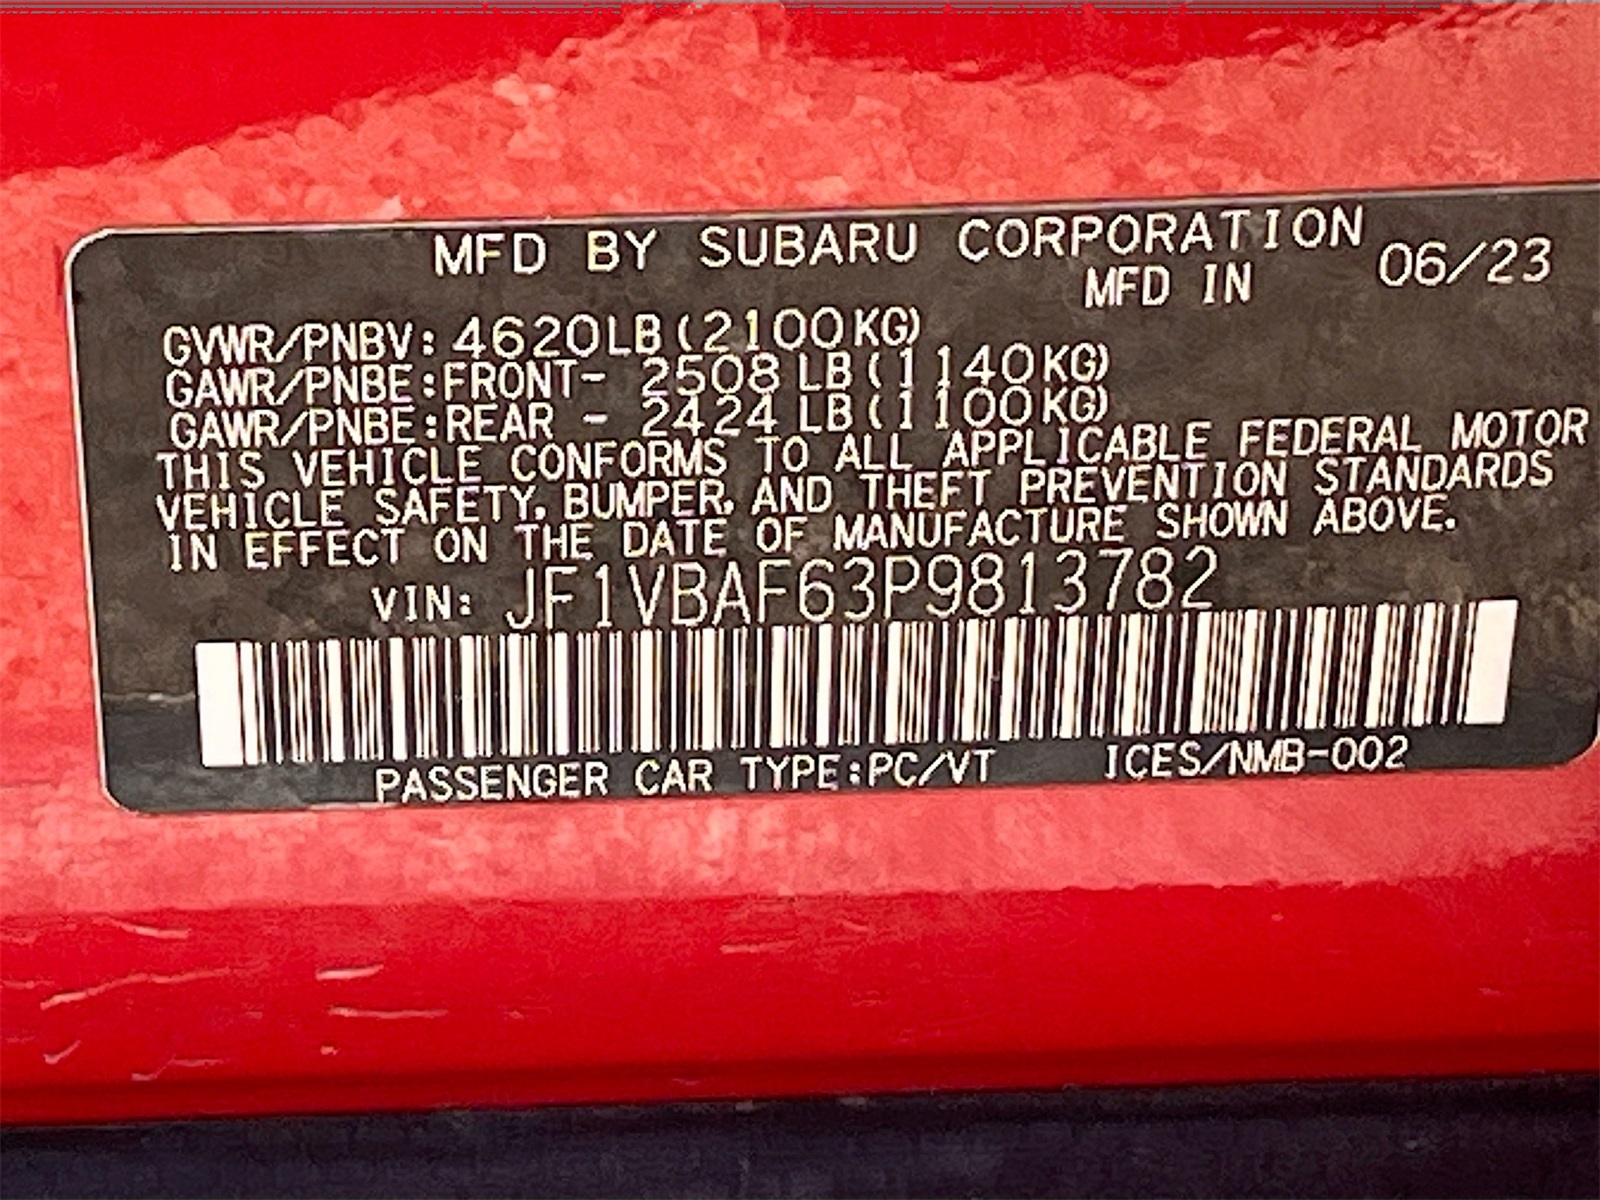 MFD BY SUBARU CORPORATION
MFD IN 06/23
GVWR/PNBV: 4620LB(2100KG)
GAWR/PNBE:FRONT- 2508 LB(1140KG)
GAWR/PNBE:REAR - 2424 LB(1100KG)
THIS VEHICLE CONFORMS TO ALL APPLICABLE FEDERAL MOTOR
VEHICLE SAFETY, BUMPER, AND THEFT PREVENTION STANDARDS
IN EFFECT ON THE DATE OF MANUFACTURE SHOWN ABOVE.
VIN: JF1VBAF63P9813782
PASSENGER CAR TYPE:PC/VT ICES/NMB-002